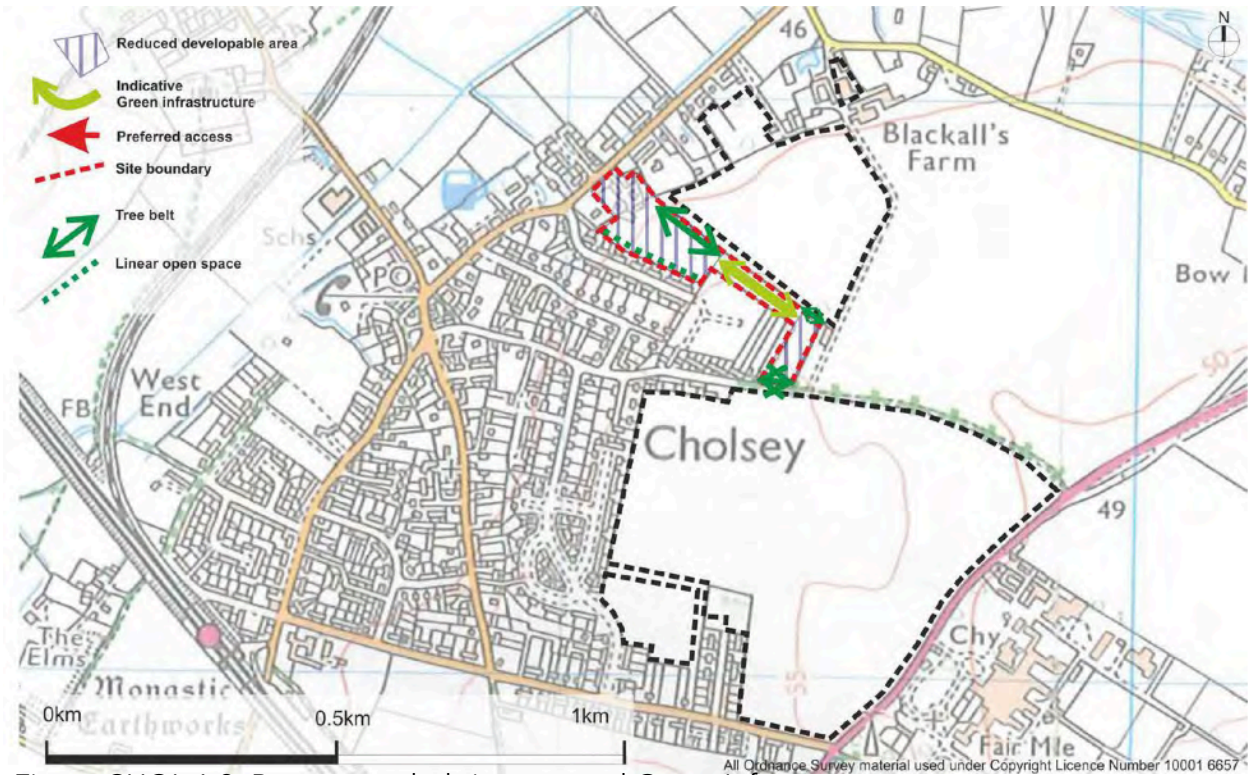 Reduced developable area
Indicative
Green infrastructure
Preferred access
Site boundary
Tree belt
Linear open space
N
46
Blackall's
Farm
Schs
PO
Bow
50
West
End
FB
Cholsey
49
The
Elms
Monastic
Earthworks
55
Chy
Fair Mile
0km
0.5km
1km
All Ordnance Survey material used under Copyright Licence Number 10001 6657